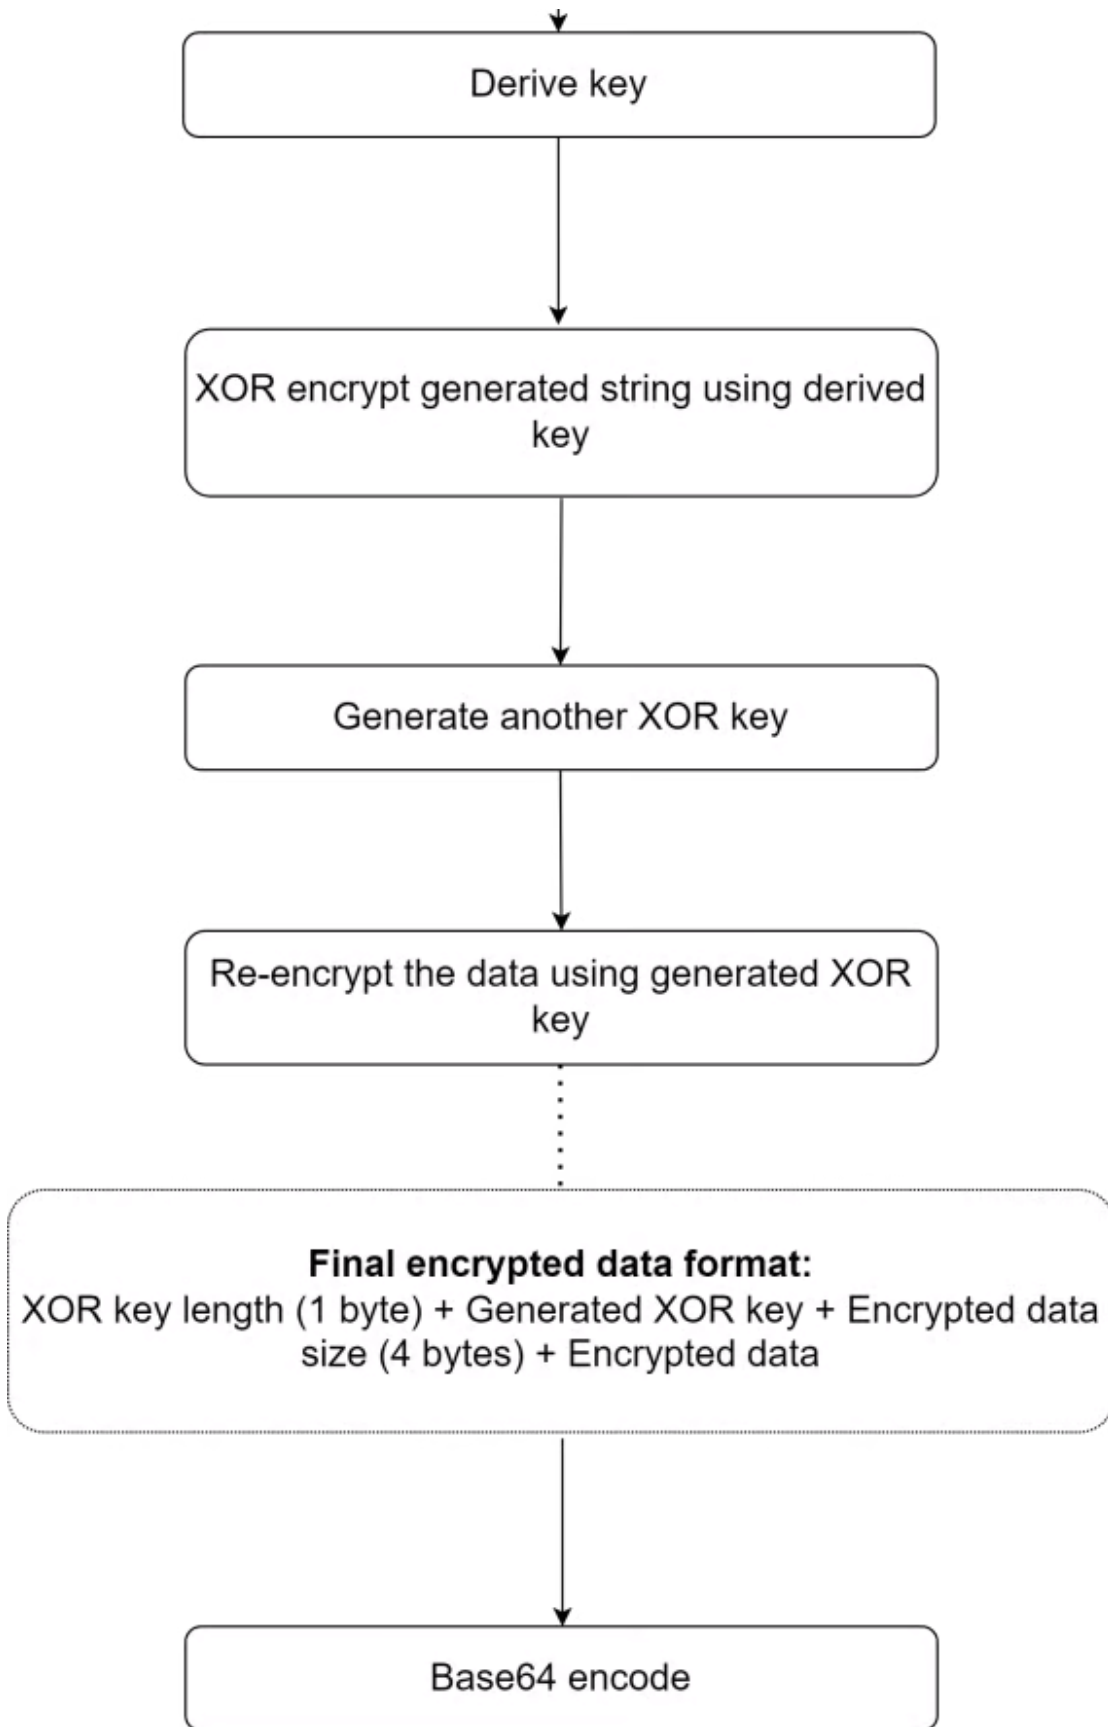 Derive key
XOR encrypt generated string using derived
key
Generate another XOR key
Re-encrypt the data using generated XOR
key
Final encrypted data format:
XOR key length (1 byte) + Generated XOR key + Encrypted data
size (4 bytes) + Encrypted data
Base64 encode